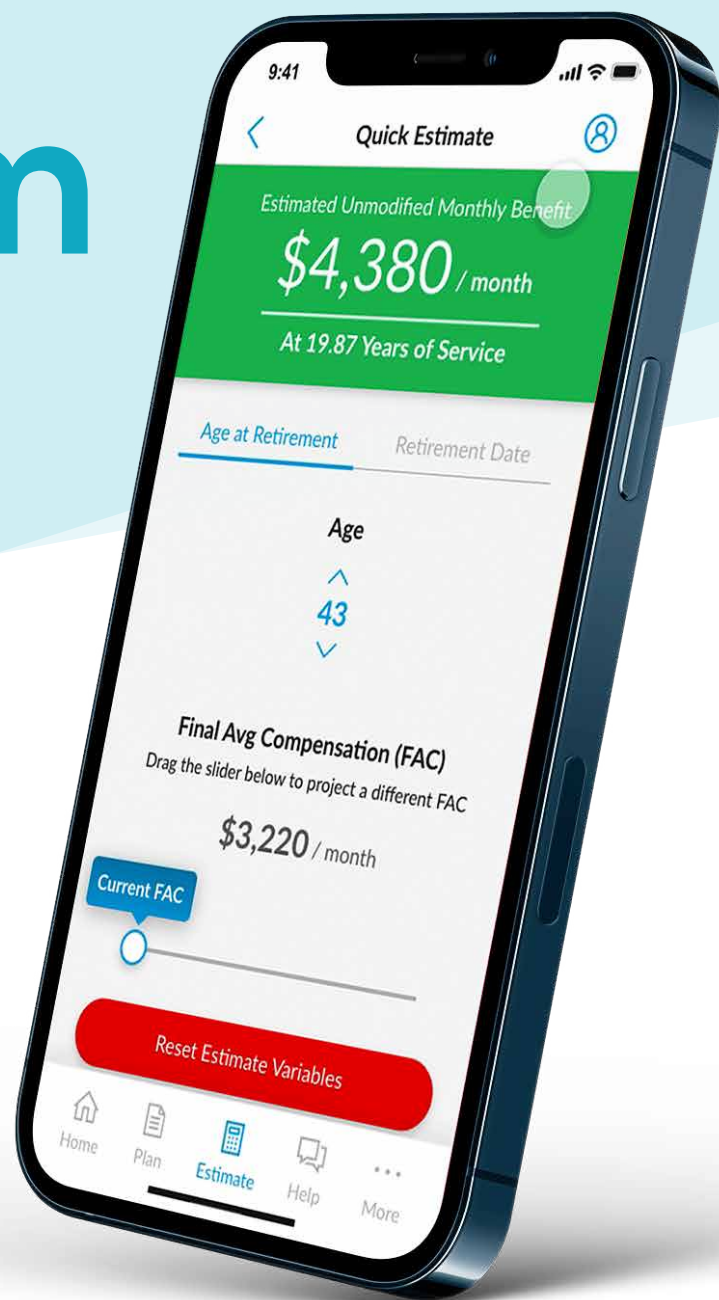 m
9:41
Quick Estimate
Estimated Unmodified Monthly Benefit
$4,380 / month
At 19.87 Years of Service
Age at Retirement
Retirement Date
Age
43
Final Avg Compensation (FAC)
Drag the slider below to project a different FAC
$3,220 / month
Current FAC
Reset Estimate Variables
Home
Plan
Estimate
Help
More